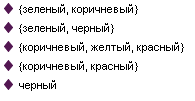 {зеленый, коричневый}
{зеленый, черный}
{коричневый, желтый, красный}
{коричневый, красный}
черный